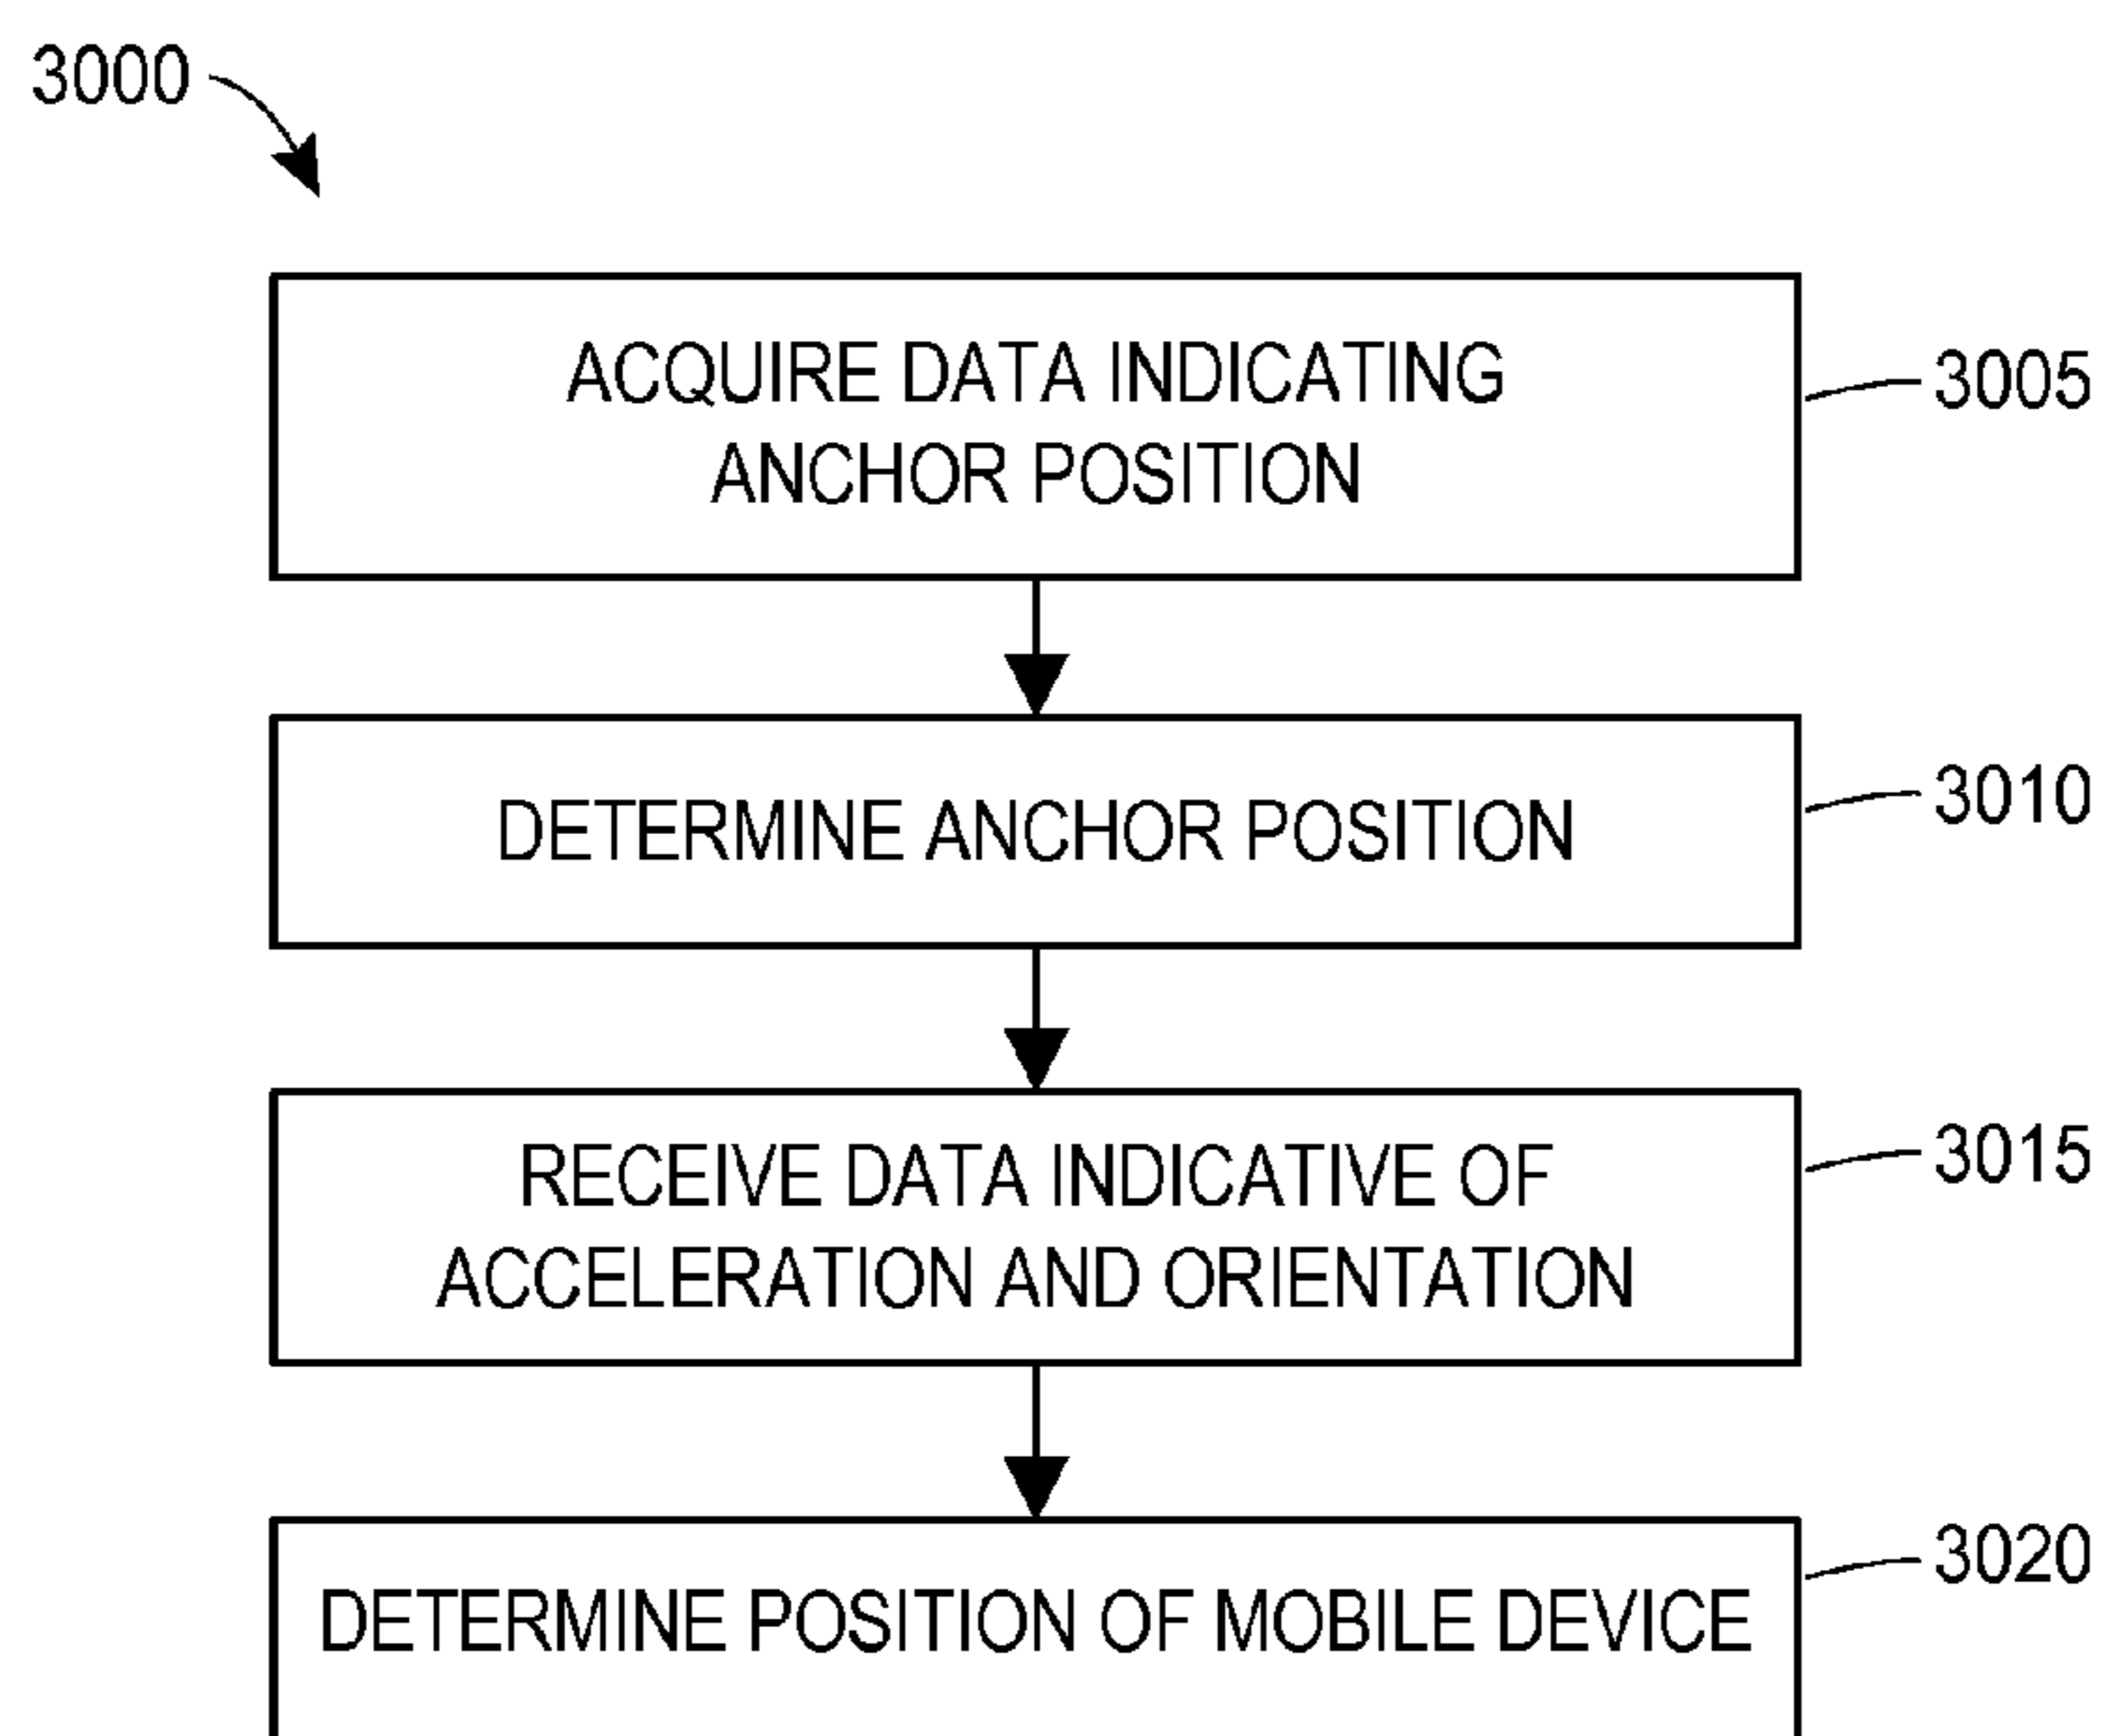 3000
ACQUIRE DATA INDICATING
ANCHOR POSITION
3005
DETERMINE ANCHOR POSITION
3010
RECEIVE DATA INDICATIVE OF
ACCELERATION AND ORIENTATION
3015
DETERMINE POSITION OF MOBILE DEVICE
3020